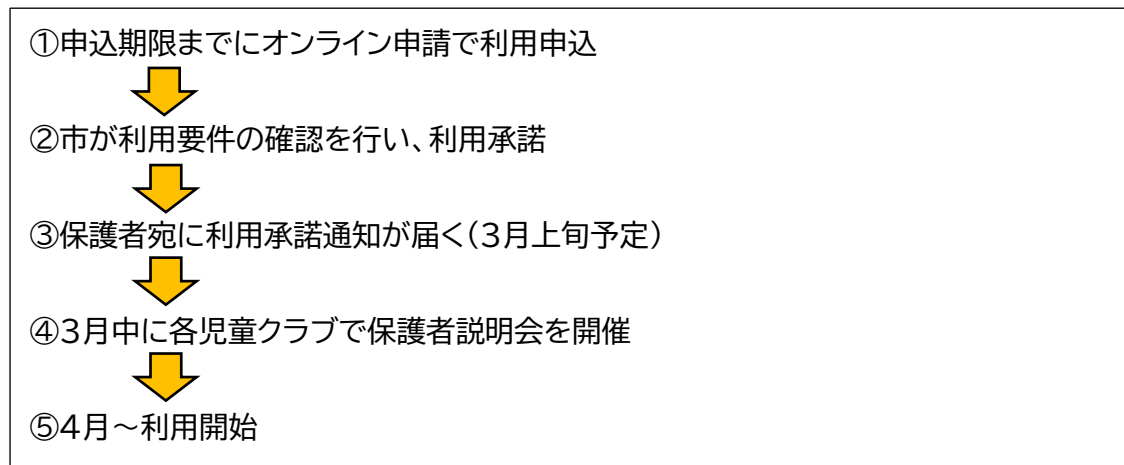 ①申込期限までにオンライン申請で利用申込
②市が利用要件の確認を行い、利用承諾
③保護者宛に利用承諾通知が届く(3月上旬予定)
④3月中に各児童クラブで保護者説明会を開催
⑤4月～利用開始